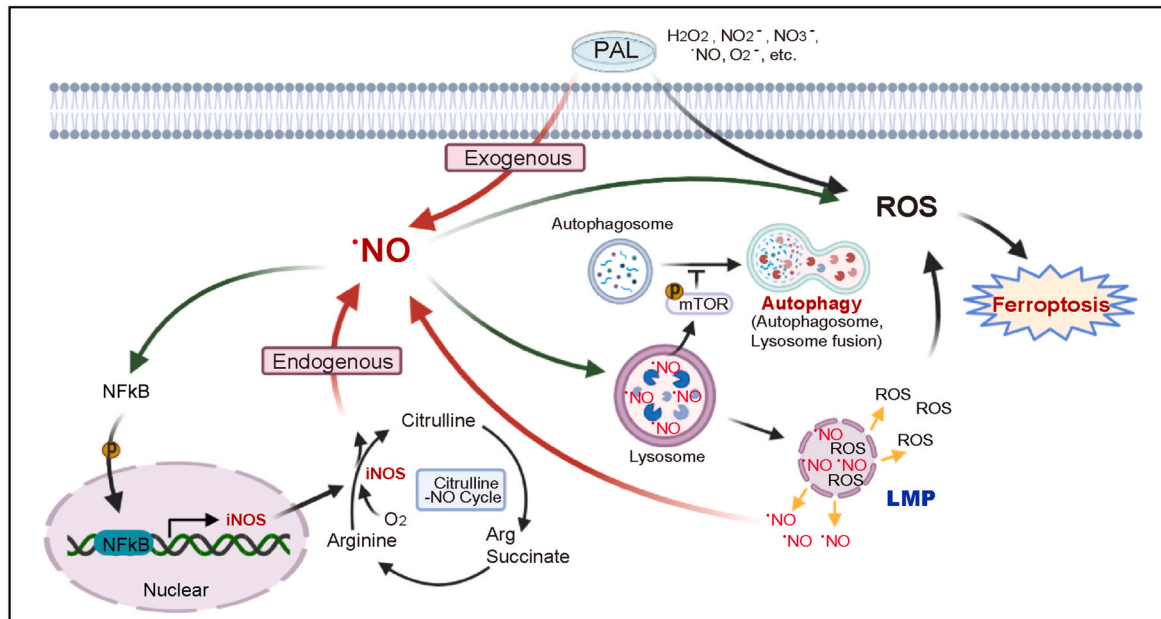 PAL
H2O2 , NO2⁻, NO3⁻,
•NO, O2⁻, etc.
Exogenous
ROS
•NO
Autophagosome
P
mTOR
Autophagy
(Autophagosome,
Lysosome fusion)
Ferroptosis
Endogenous
NFkB
P
•NO
•NO
•NO
•NO
Lysosome
Citrulline
iNOS
Citrulline
-NO Cycle
O2
Arginine
Arg
Succinate
iNOS
NFkB
Nuclear
•NO
ROS
•NO •NO
ROS
ROS
ROS
ROS
LMP
•NO
•NO •NO